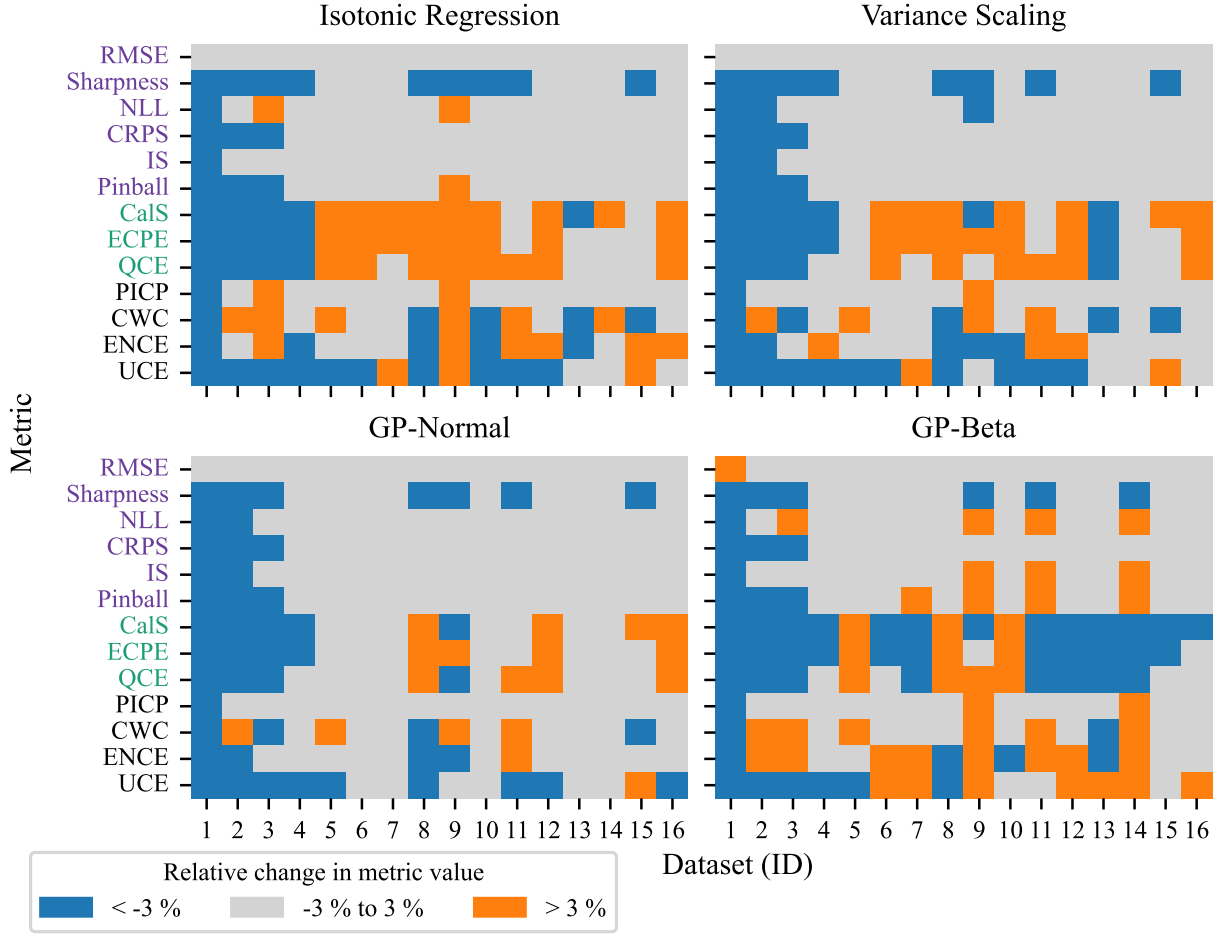 Isotonic Regression
Variance Scaling
RMSE
Sharpness
NLL
CRPS
IS
Pinball
CalS
ECPE
QCE
PICP
CWC
ENCE
UCE
Metric
GP-Normal
GP-Beta
RMSE
Sharpness
NLL
CRPS
IS
Pinball
CalS
ECPE
QCE
PICP
CWC
ENCE
UCE
1 2 3 4 5 6 7 8 9 10 11 12 13 14 15 16
1 2 3 4 5 6 7 8 9 10 11 12 13 14 15 16
Dataset (ID)
Relative change in metric value
< -3 % -3 % to 3 % > 3 %